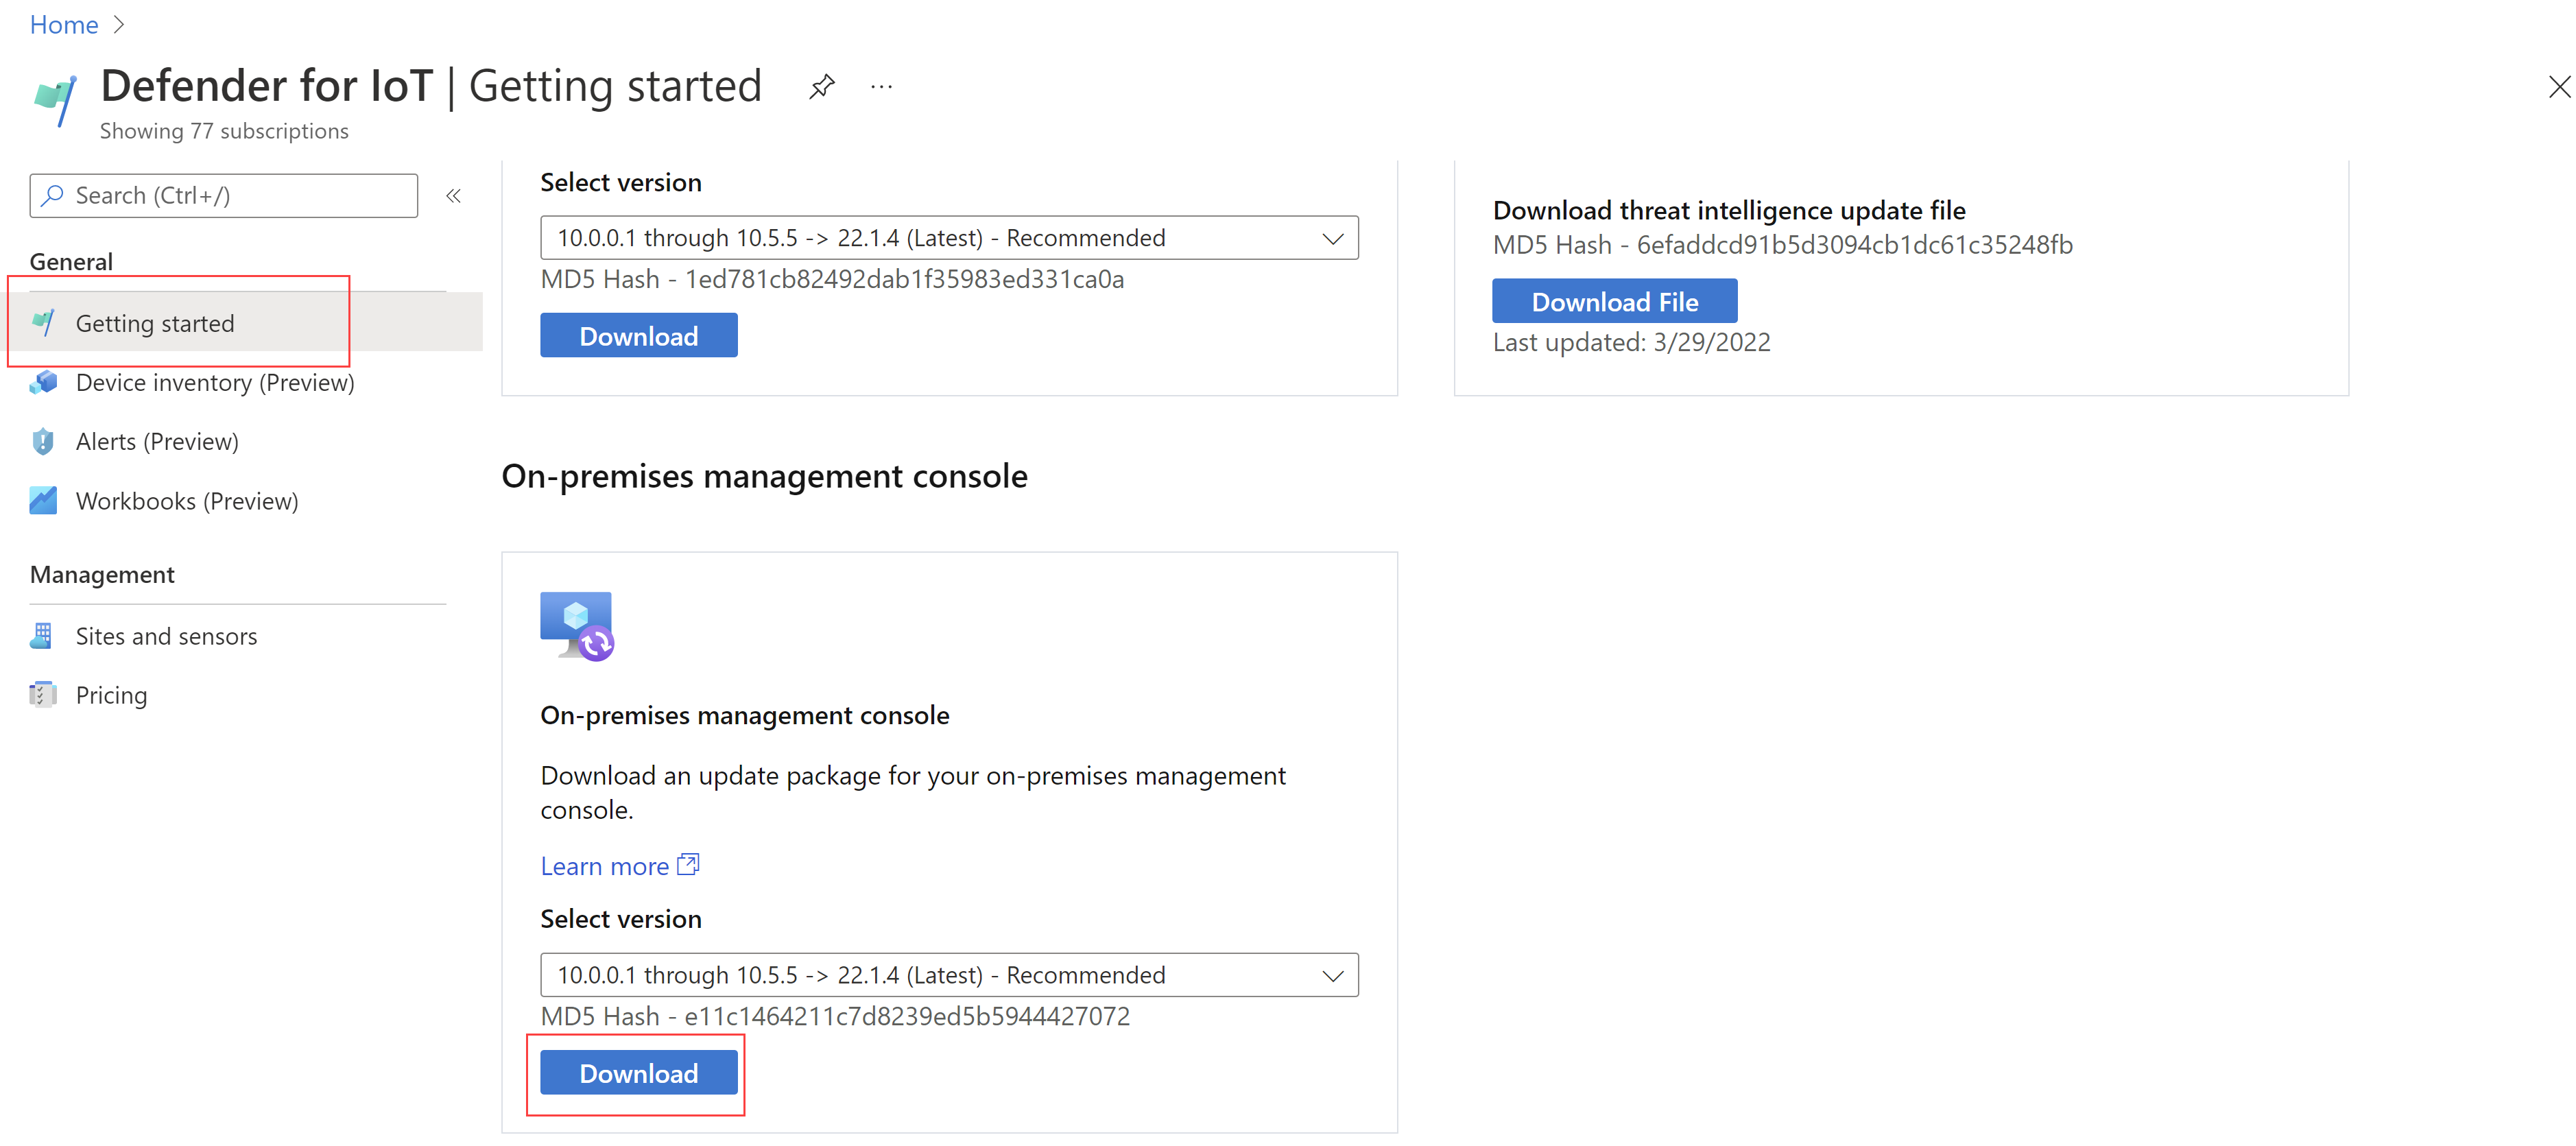 Home
Defender for IoT | Getting started
...
Showing 77 subscriptions
Search (Ctrl+/)
General
Getting started
Device inventory (Preview)
Alerts (Preview)
Workbooks (Preview)
Management
Sites and sensors
Pricing
Select version
10.0.0.1 through 10.5.5 -> 22.1.4 (Latest) - Recommended
MD5 Hash - 1ed781cb82492dab1f35983ed331ca0a
Download
Download threat intelligence update file
MD5 Hash - 6efaddcd91b5d3094cb1dc61c35248fb
Download File
Last updated: 3/29/2022
On-premises management console
On-premises management console
Download an update package for your on-premises management
console.
Learn more
Select version
10.0.0.1 through 10.5.5 -> 22.1.4 (Latest) - Recommended
MD5 Hash - e11c1464211c7d8239ed5b5944427072
Download